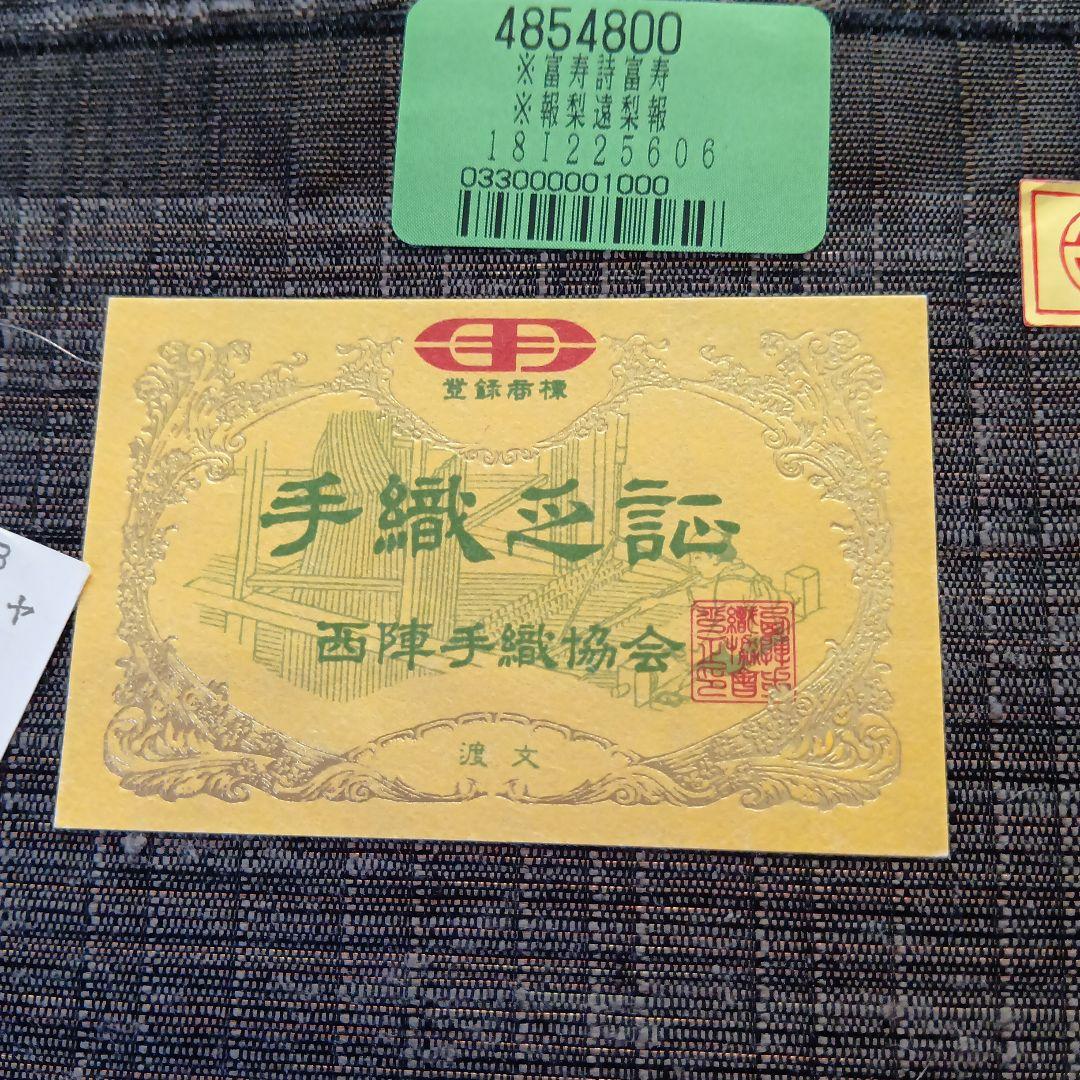 4854800
※富寿詩富寿
※報梨遠梨報
18I225606
033000001000
登録商標
手織之証
西陣手織協会
渡文